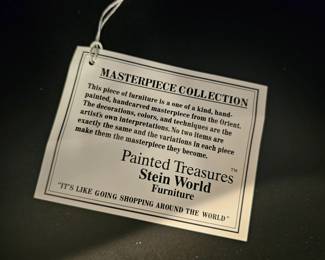 MASTERPIECE COLLECTION
This piece of furniture is a one of a kind, hand-
painted, handcarved masterpiece from the Orient.
The decorations, colors, and techniques are the
artist's own interpretations. No two items are
exactly the same and the variations in each piece
make them the masterpiece they become.
Painted Treasures™
Stein World
Furniture
"IT'S LIKE GOING SHOPPING AROUND THE WORLD"